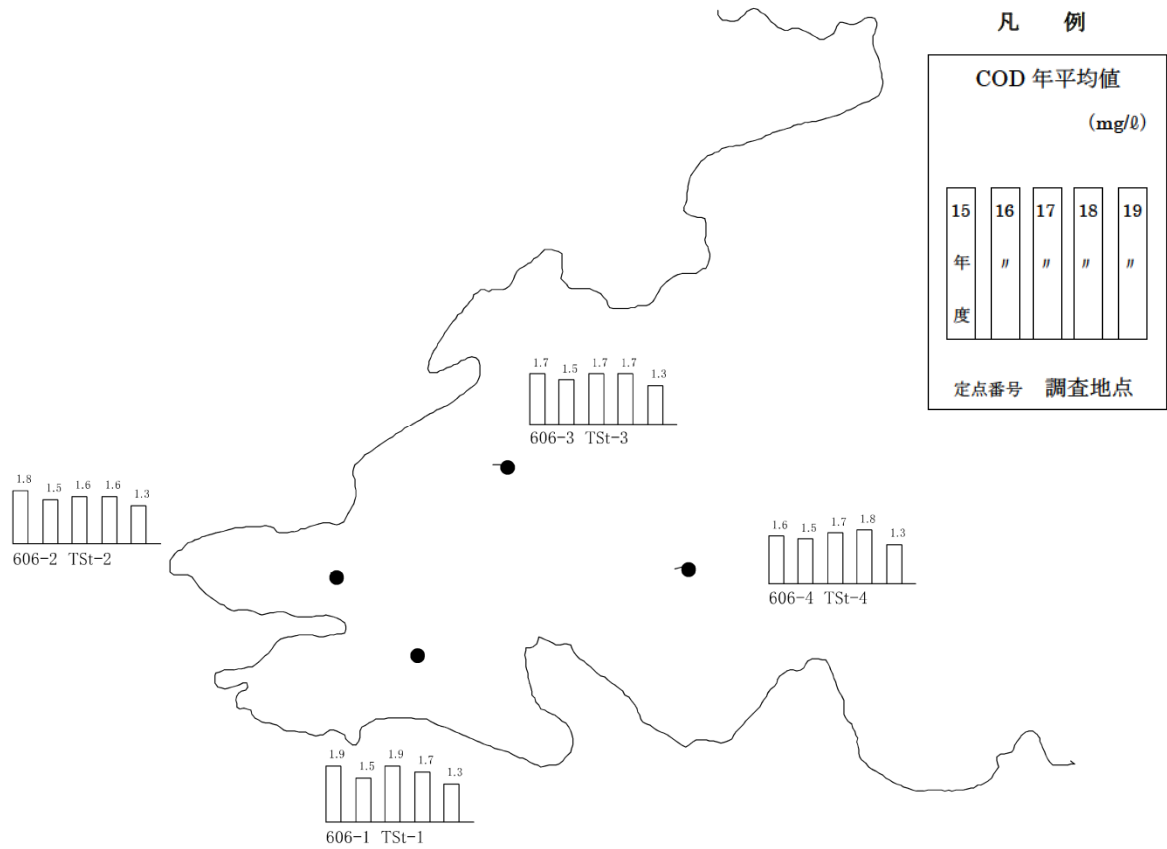 凡 例
COD 年平均値
(mg/ℓ)
15 16 17 18 19
年 〃 〃 〃 〃
度
定点番号 調査地点
1.7 1.5 1.7 1.7 1.3
606-3 TSt-3
1.8 1.5 1.6 1.6 1.3
606-2 TSt-2
1.6 1.5 1.7 1.8 1.3
606-4 TSt-4
1.9 1.5 1.9 1.7 1.3
606-1 TSt-1